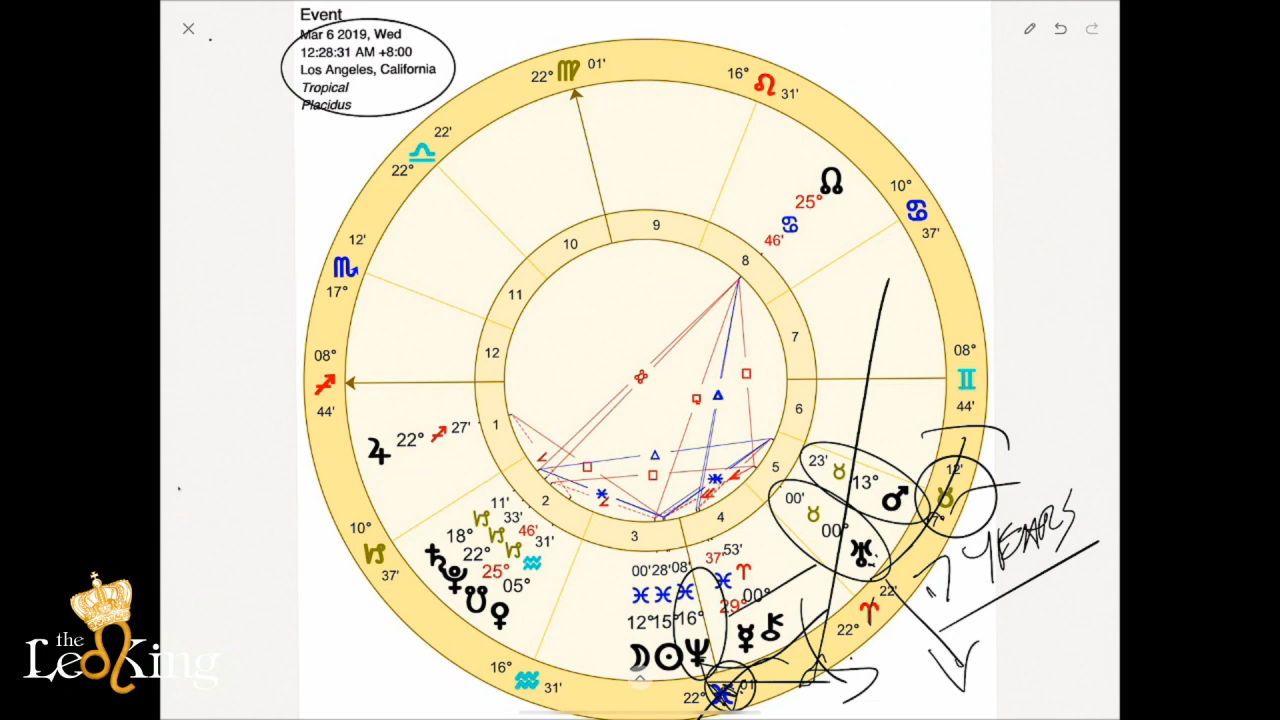 Event
Mar 6 2019, Wed
12:28:31 AM +8:00
Los Angeles, California
Tropical
Placidus
22° ♍ 01'
16° ♌ 31'
22'
22° ♎
☊
25°
♋
46'
10°
♋
37'
12'
♏
17°
08°
♐
44'
08°
♊
44'
9
10
8
11
7
12
6
1
5
2
4
3
♃ 22° ♐ 27'
10°
♑
37'
11'
♑ 33'
18° ♑ 46'
22° ♑ 31'
25° ♒
05°
♄ ♇ ☋ ♀
16°
♒ 31'
00' 28' 08'
♓ ♓ ♓
12° 15° 16°
☽ ☉ ♆
37' 53'
♓ ♈
29° 00°
☿ ⚷
22° ♓ 01'
23' ♉ 13° ♂
00' ♉ 00° ♅
12'
♉
22'
♈
22°
7 YEARS
the
Leo King